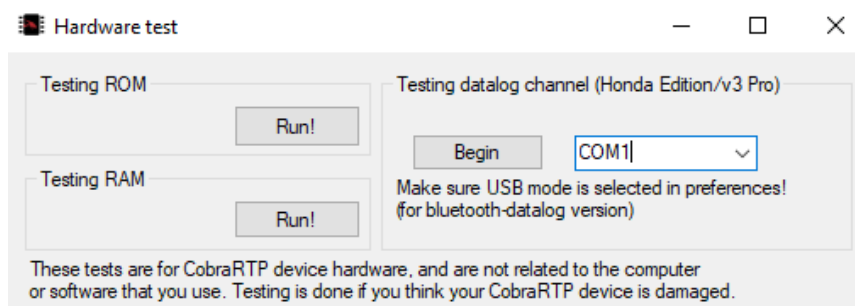 Hardware test
Testing ROM
Run!
Testing RAM
Run!
Testing datalog channel (Honda Edition/v3 Pro)
Begin
COM1
Make sure USB mode is selected in preferences!
(for bluetooth-datalog version)
These tests are for CobraRTP device hardware, and are not related to the computer
or software that you use. Testing is done if you think your CobraRTP device is damaged.